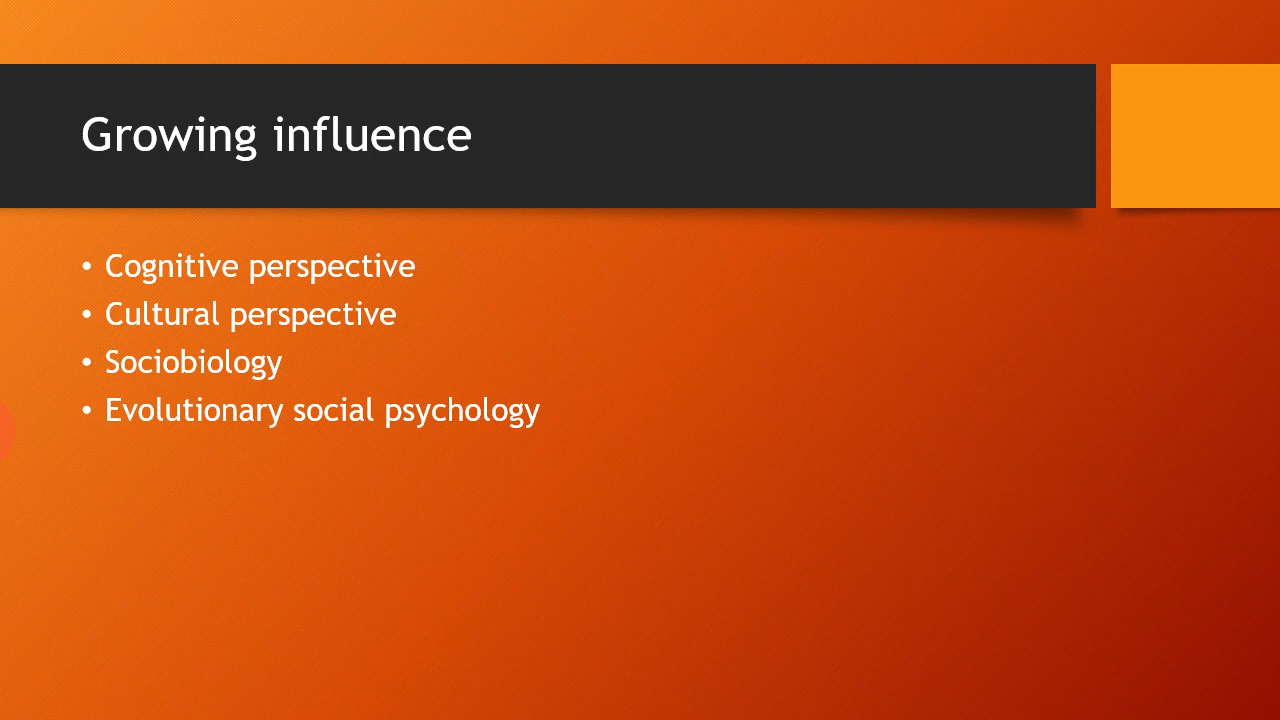 Growing influence
• Cognitive perspective
• Cultural perspective
• Sociobiology
• Evolutionary social psychology